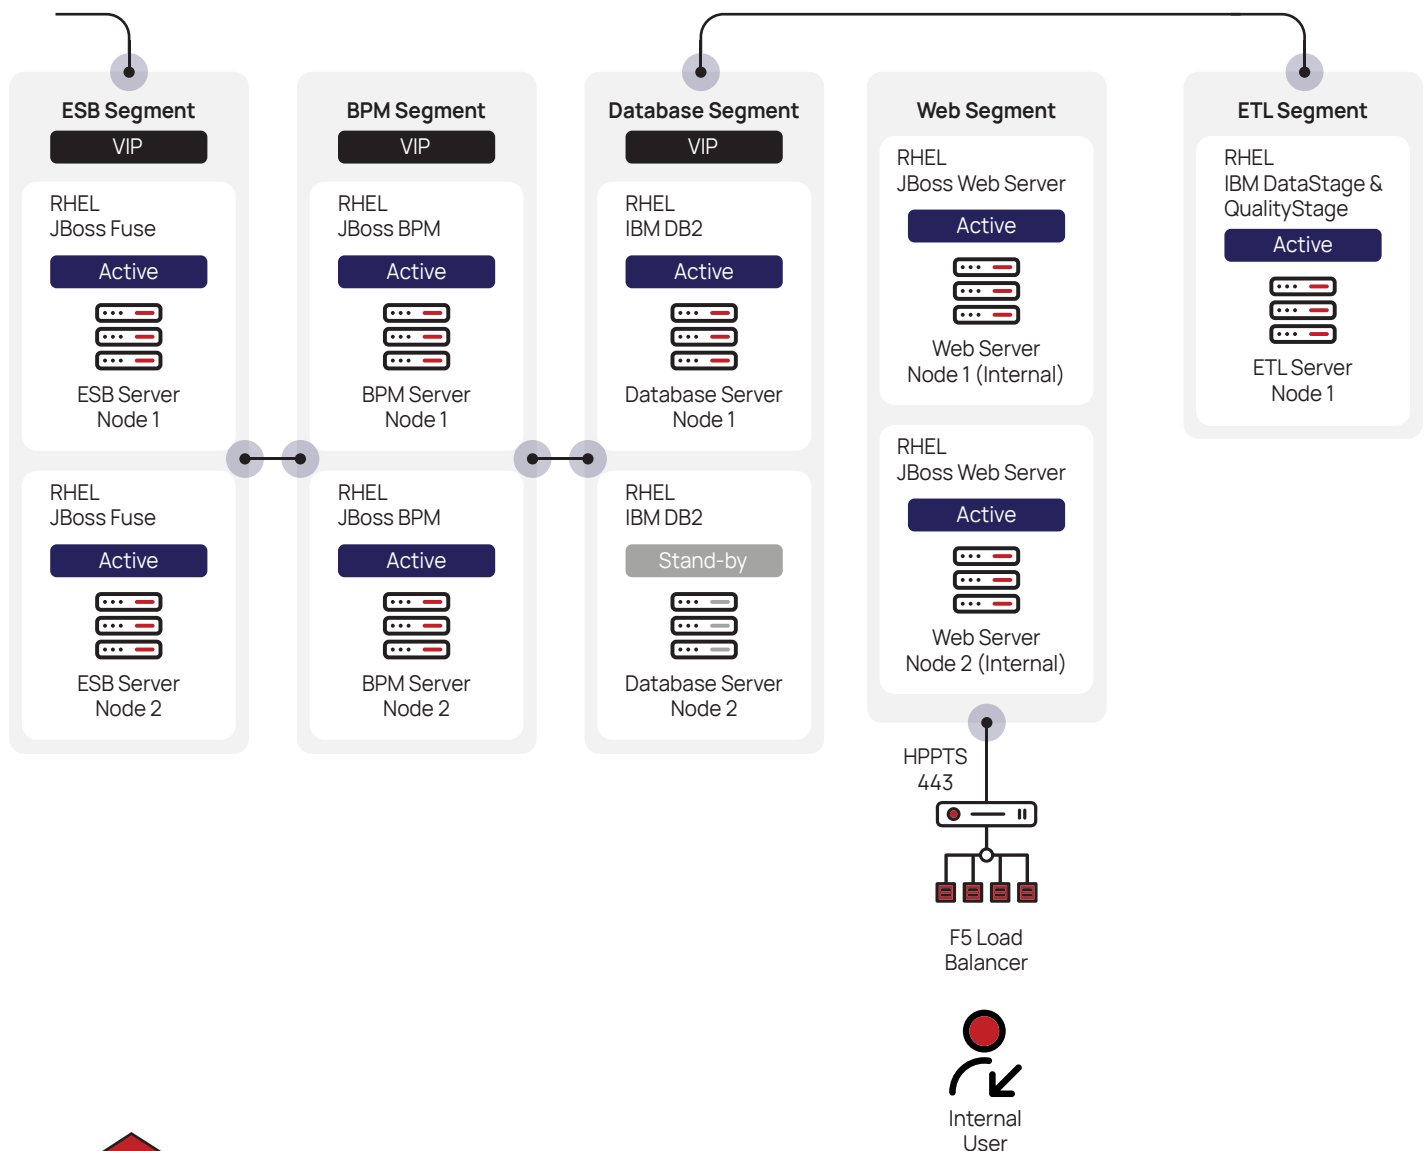 ESB Segment
VIP
RHEL
JBoss Fuse
Active
ESB Server
Node 1
RHEL
JBoss Fuse
Active
ESB Server
Node 2
BPM Segment
VIP
RHEL
JBoss BPM
Active
BPM Server
Node 1
RHEL
JBoss BPM
Active
BPM Server
Node 2
Database Segment
VIP
RHEL
IBM DB2
Active
Database Server
Node 1
RHEL
IBM DB2
Stand-by
Database Server
Node 2
Web Segment
RHEL
JBoss Web Server
Active
Web Server
Node 1 (Internal)
RHEL
JBoss Web Server
Active
Web Server
Node 2 (Internal)
HPPTS
443
F5 Load
Balancer
Internal
User
ETL Segment
RHEL
IBM DataStage &
QualityStage
Active
ETL Server
Node 1